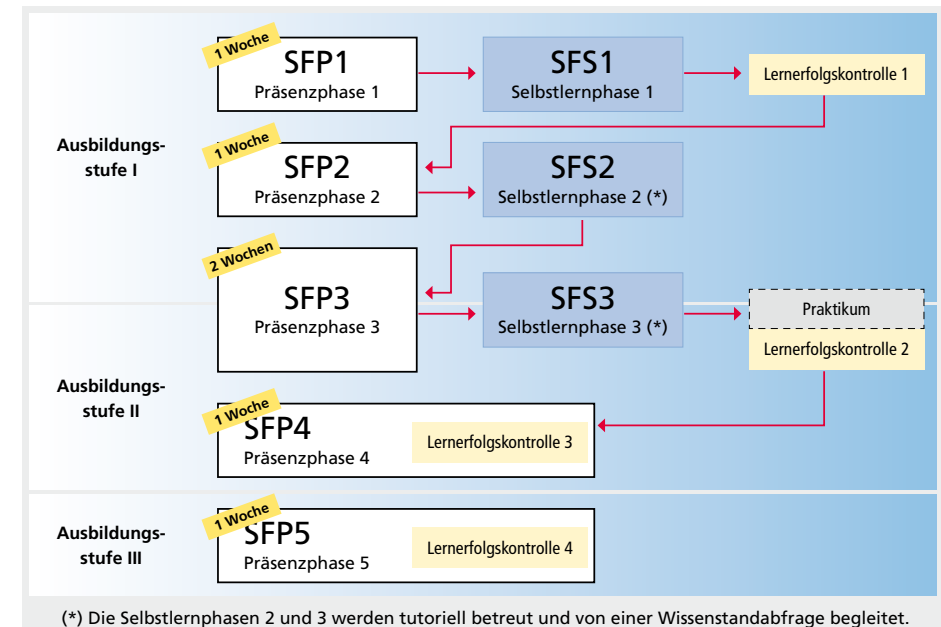 1 Woche
SFP1
Präsenzphase 1
SFS1
Selbstlernphase 1
Lernerfolgskontrolle 1
Ausbildungs-
stufe I
1 Woche
SFP2
Präsenzphase 2
SFS2
Selbstlernphase 2 (*)
2 Wochen
SFP3
Präsenzphase 3
SFS3
Selbstlernphase 3 (*)
Praktikum
Lernerfolgskontrolle 2
Ausbildungs-
stufe II
1 Woche
SFP4
Präsenzphase 4
Lernerfolgskontrolle 3
Ausbildungs-
stufe III
1 Woche
SFP5
Präsenzphase 5
Lernerfolgskontrolle 4
(*) Die Selbstlernphasen 2 und 3 werden tutoriell betreut und von einer Wissenstandabfrage begleitet.